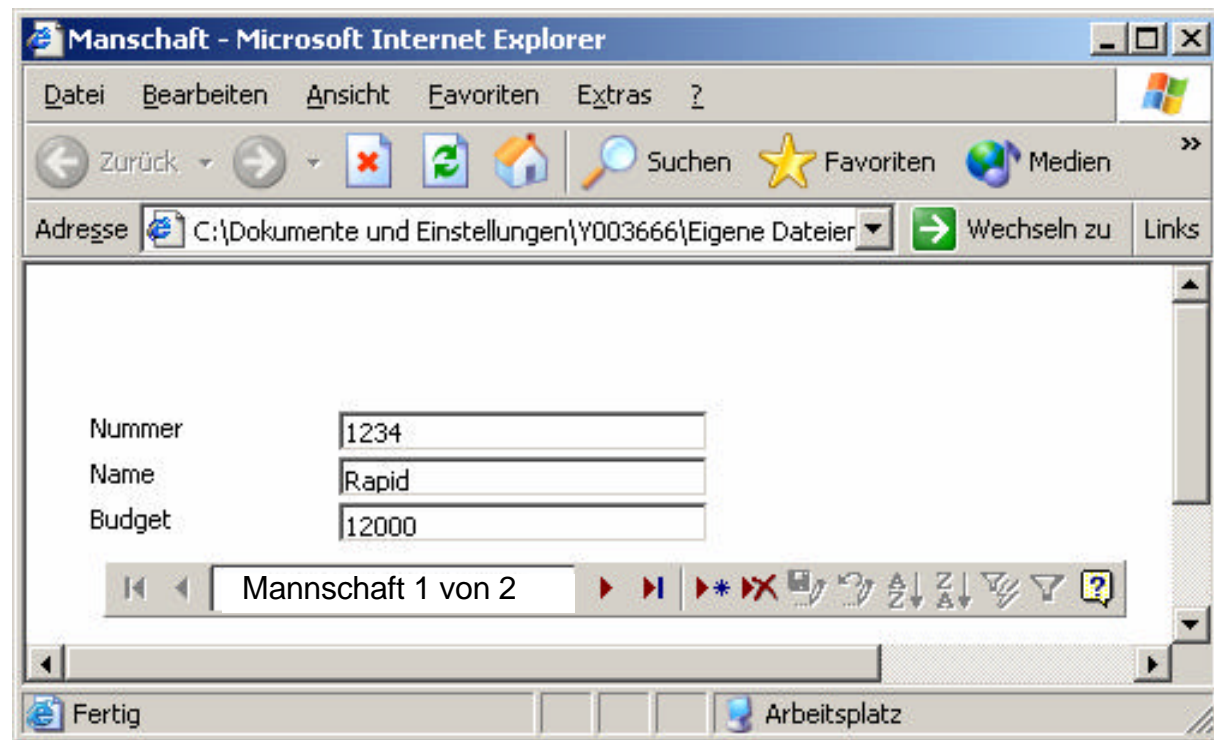 Manschaft - Microsoft Internet Explorer
Datei Bearbeiten Ansicht Favoriten Extras ?
Zurück Suchen Favoriten Medien »
Adresse C:\Dokumente und Einstellungen\Y003666\Eigene Dateier Wechseln zu Links
Nummer 1234
Name Rapid
Budget 12000
Mannschaft 1 von 2
Fertig Arbeitsplatz